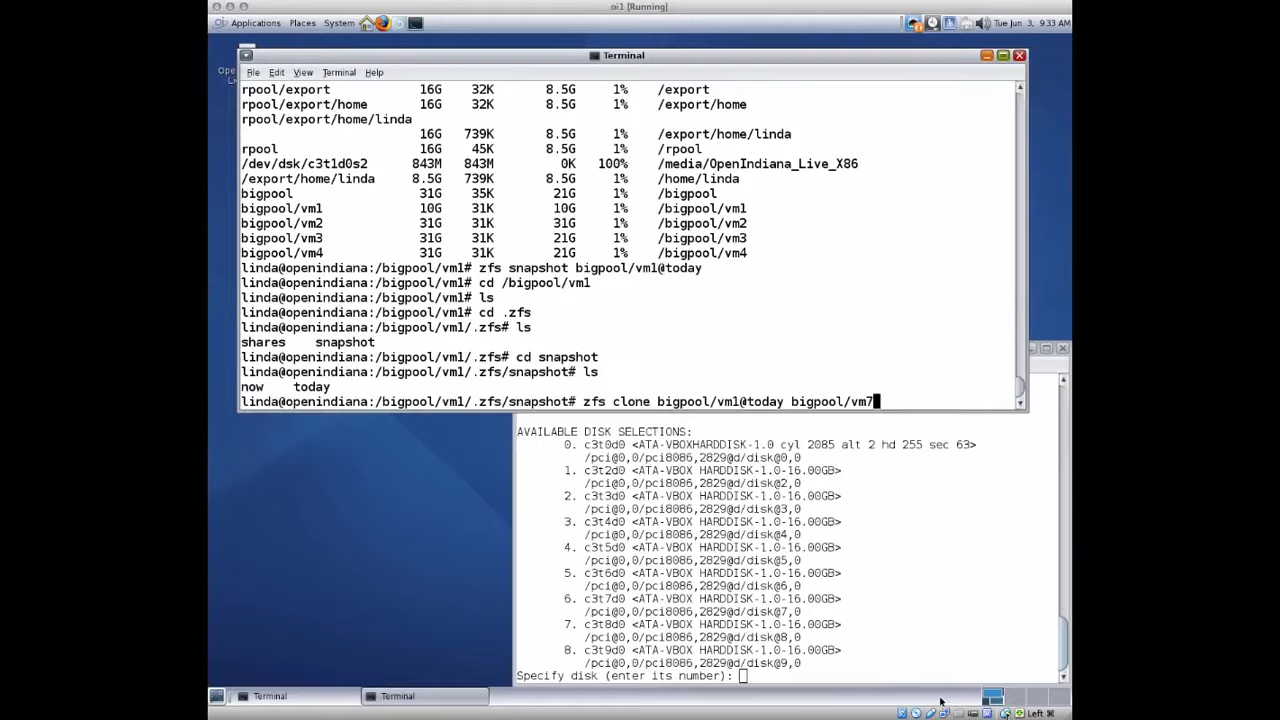 oi1 [Running]
Applications Places System Tue Jun 3, 9:33 AM
Terminal
File Edit View Terminal Help
rpool/export 16G 32K 8.5G 1% /export
rpool/export/home 16G 32K 8.5G 1% /export/home
rpool/export/home/linda
16G 739K 8.5G 1% /export/home/linda
rpool 16G 45K 8.5G 1% /rpool
/dev/dsk/c3t1d0s2 843M 843M 0K 100% /media/OpenIndiana_Live_X86
/export/home/linda 8.5G 739K 8.5G 1% /home/linda
bigpool 31G 35K 21G 1% /bigpool
bigpool/vm1 10G 31K 10G 1% /bigpool/vm1
bigpool/vm2 31G 31K 31G 1% /bigpool/vm2
bigpool/vm3 31G 31K 21G 1% /bigpool/vm3
bigpool/vm4 31G 31K 21G 1% /bigpool/vm4
linda@openindiana:/bigpool/vm1# zfs snapshot bigpool/vm1@today
linda@openindiana:/bigpool/vm1# cd /bigpool/vm1
linda@openindiana:/bigpool/vm1# ls
linda@openindiana:/bigpool/vm1# cd .zfs
linda@openindiana:/bigpool/vm1/.zfs# ls
shares snapshot
linda@openindiana:/bigpool/vm1/.zfs# cd snapshot
linda@openindiana:/bigpool/vm1/.zfs/snapshot# ls
now today
linda@openindiana:/bigpool/vm1/.zfs/snapshot# zfs clone bigpool/vm1@today bigpool/vm7
AVAILABLE DISK SELECTIONS:
0. c3t0d0 <ATA-VBOXHARDDISK-1.0 cyl 2085 alt 2 hd 255 sec 63>
/pci@0,0/pci8086,2829@d/disk@0,0
1. c3t2d0 <ATA-VBOX HARDDISK-1.0-16.00GB>
/pci@0,0/pci8086,2829@d/disk@2,0
2. c3t3d0 <ATA-VBOX HARDDISK-1.0-16.00GB>
/pci@0,0/pci8086,2829@d/disk@3,0
3. c3t4d0 <ATA-VBOX HARDDISK-1.0-16.00GB>
/pci@0,0/pci8086,2829@d/disk@4,0
4. c3t5d0 <ATA-VBOX HARDDISK-1.0-16.00GB>
/pci@0,0/pci8086,2829@d/disk@5,0
5. c3t6d0 <ATA-VBOX HARDDISK-1.0-16.00GB>
/pci@0,0/pci8086,2829@d/disk@6,0
6. c3t7d0 <ATA-VBOX HARDDISK-1.0-16.00GB>
/pci@0,0/pci8086,2829@d/disk@7,0
7. c3t8d0 <ATA-VBOX HARDDISK-1.0-16.00GB>
/pci@0,0/pci8086,2829@d/disk@8,0
8. c3t9d0 <ATA-VBOX HARDDISK-1.0-16.00GB>
/pci@0,0/pci8086,2829@d/disk@9,0
Specify disk (enter its number):
Terminal Terminal
Left ⌘